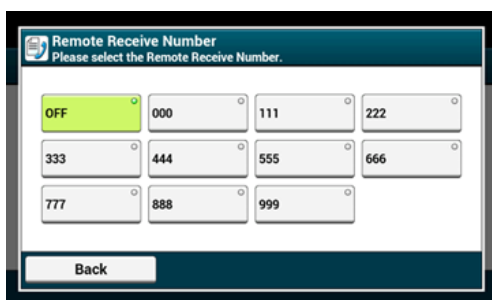 Remote Receive Number
Please select the Remote Receive Number.
OFF 000 111 222
333 444 555 666
777 888 999
Back